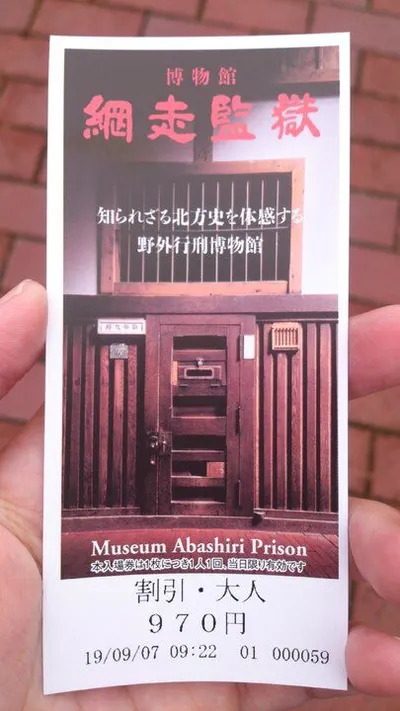 博物館
網走監獄
知られざる北方史を体感する
野外行刑博物館
Museum Abashiri Prison
本入場券は1枚につき1人1回、当日限り有効です
割引・大人
970円
19/09/07 09:22 01 000059